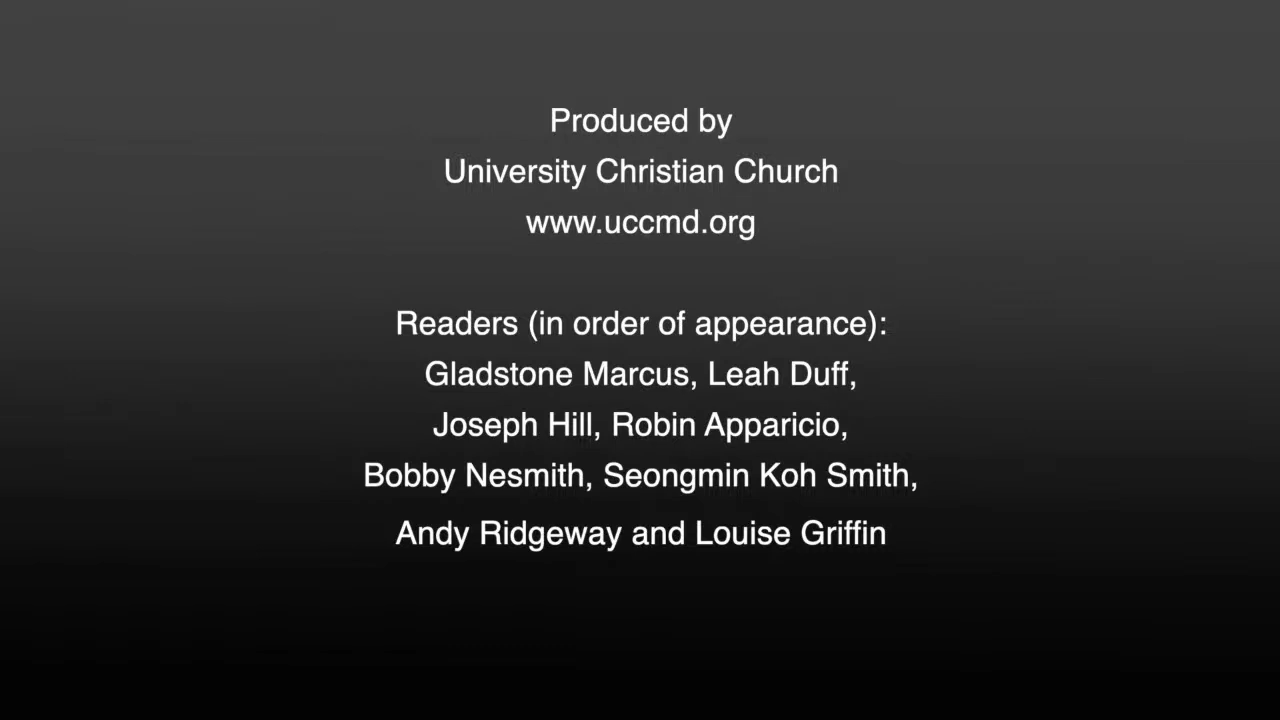 Produced by
University Christian Church
www.uccmd.org
Readers (in order of appearance):
Gladstone Marcus, Leah Duff,
Joseph Hill, Robin Apparicio,
Bobby Nesmith, Seongmin Koh Smith,
Andy Ridgeway and Louise Griffin